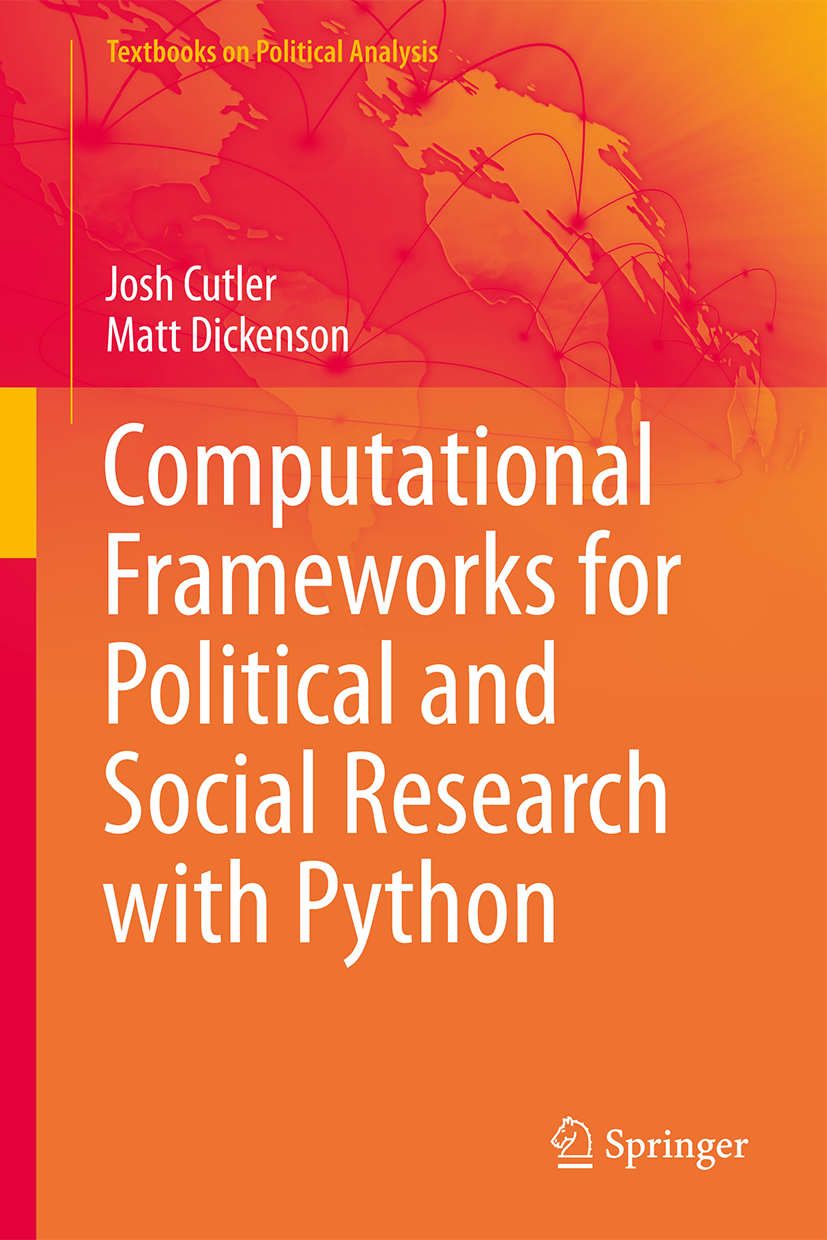 Textbooks on Political Analysis
Josh Cutler
Matt Dickenson
Computational
Frameworks for
Political and
Social Research
with Python
Springer